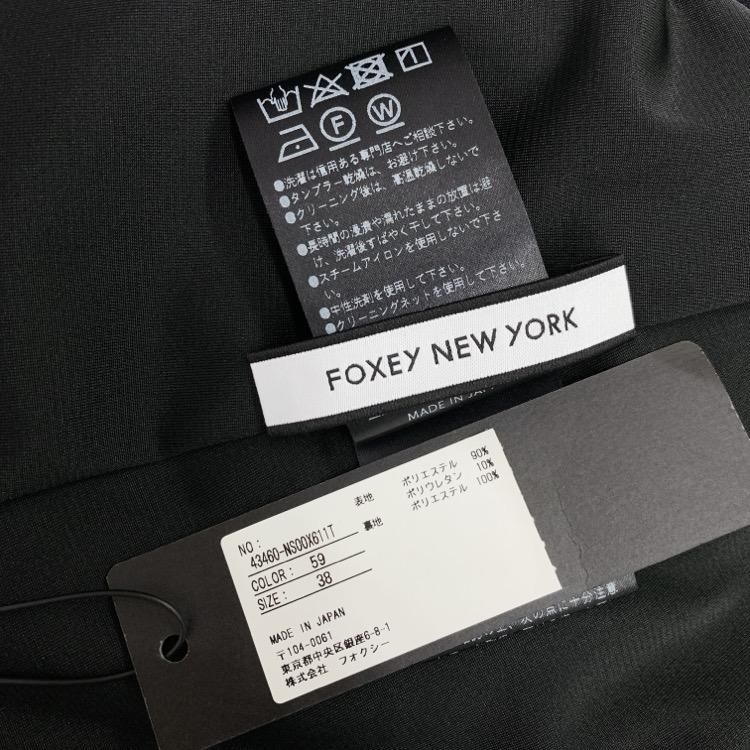 F W
●洗濯は信用ある専門店へご相談下さい。
●タンブラー乾燥は、お避け下さい。
●クリーニング後は、高温乾燥しないで
下さい。
●長時間の浸漬や濡れたままの放置は避
け、洗濯後すばやく干して下さい。
●スチームアイロンを使用しないで下さ
い。
●中性洗剤を使用して下さい。
●クリーニングネットを使用して下さい。
FOXEY NEW YORK
MADE IN JAPAN
表地 ポリエステル 90%
ポリウレタン 10%
裏地 ポリエステル 100%
NO: 43460-NSOOX611T
COLOR: 59
SIZE: 38
MADE IN JAPAN
〒104-0061
東京都中央区銀座6-8-1
株式会社 フォクシー
次の点に十分注意